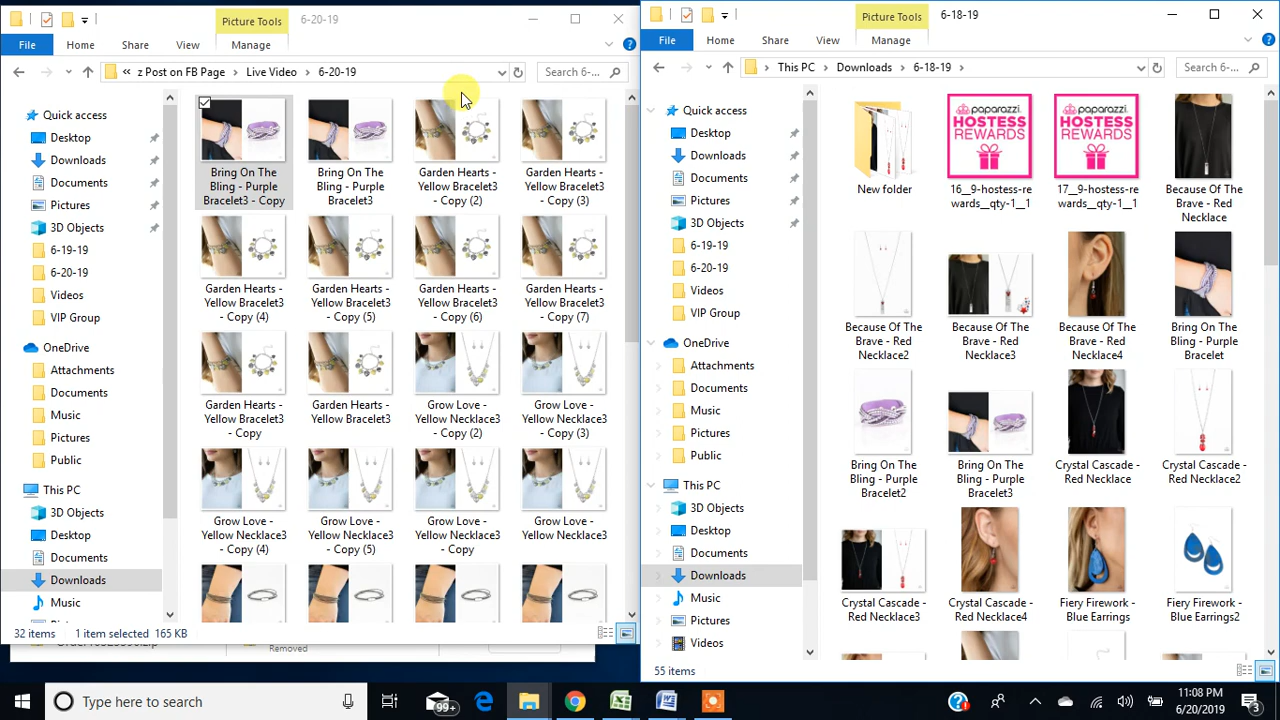 Picture Tools
6-20-19
File
Home
Share
View
Manage
z Post on FB Page
Live Video
6-20-19
Search 6-...
Quick access
Desktop
Downloads
Documents
Pictures
3D Objects
6-19-19
6-20-19
Videos
VIP Group
OneDrive
Attachments
Documents
Music
Pictures
Public
This PC
3D Objects
Desktop
Documents
Downloads
Music
Bring On The
Bling - Purple
Bracelet3 - Copy
Bring On The
Bling - Purple
Bracelet3
Garden Hearts -
Yellow Bracelet3
- Copy (2)
Garden Hearts -
Yellow Bracelet3
- Copy (3)
Garden Hearts -
Yellow Bracelet3
- Copy (4)
Garden Hearts -
Yellow Bracelet3
- Copy (5)
Garden Hearts -
Yellow Bracelet3
- Copy (6)
Garden Hearts -
Yellow Bracelet3
- Copy (7)
Garden Hearts -
Yellow Bracelet3
- Copy
Garden Hearts -
Yellow Bracelet3
Grow Love -
Yellow Necklace3
- Copy (2)
Grow Love -
Yellow Necklace3
- Copy (3)
Grow Love -
Yellow Necklace3
- Copy (4)
Grow Love -
Yellow Necklace3
- Copy (5)
Grow Love -
Yellow Necklace3
- Copy
Grow Love -
Yellow Necklace3
32 items
1 item selected 165 KB
Removed
Picture Tools
6-18-19
File
Home
Share
View
Manage
This PC
Downloads
6-18-19
Search 6-...
Quick access
Desktop
Downloads
Documents
Pictures
3D Objects
6-19-19
6-20-19
Videos
VIP Group
OneDrive
Attachments
Documents
Music
Pictures
Public
This PC
3D Objects
Desktop
Documents
Downloads
Music
Pictures
Videos
New folder
paparazzi
HOSTESS
REWARDS
16__9-hostess-re
wards__qty-1__1
paparazzi
HOSTESS
REWARDS
17__9-hostess-re
wards__qty-1__1
Because Of The
Brave - Red
Necklace
Because Of The
Brave - Red
Necklace2
Because Of The
Brave - Red
Necklace3
Because Of The
Brave - Red
Necklace4
Bring On The
Bling - Purple
Bracelet
Bring On The
Bling - Purple
Bracelet2
Bring On The
Bling - Purple
Bracelet3
Crystal Cascade -
Red Necklace
Crystal Cascade -
Red Necklace2
Crystal Cascade -
Red Necklace3
Crystal Cascade -
Red Necklace4
Fiery Firework -
Blue Earrings
Fiery Firework -
Blue Earrings2
55 items
Type here to search
99+
11:08 PM
6/20/2019
3